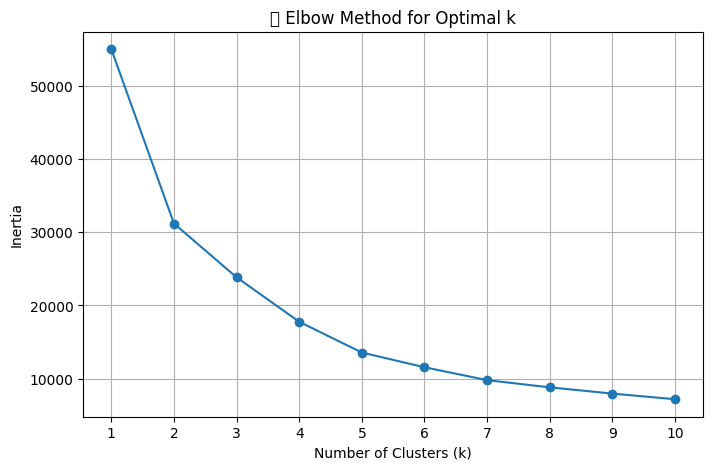 ▯ Elbow Method for Optimal k
50000
40000
30000
20000
10000
Inertia
1 2 3 4 5 6 7 8 9 10
Number of Clusters (k)